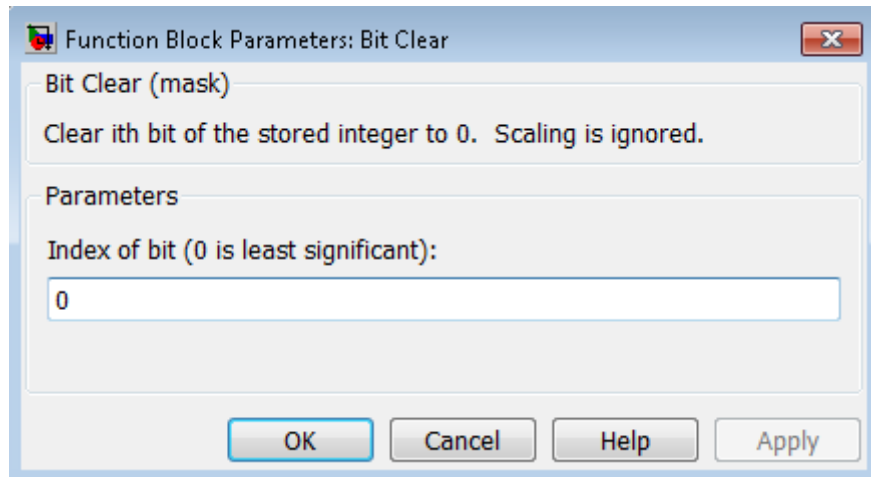 Function Block Parameters: Bit Clear
Bit Clear (mask)
Clear ith bit of the stored integer to 0.  Scaling is ignored.
Parameters
Index of bit (0 is least significant):
0
OK Cancel Help Apply